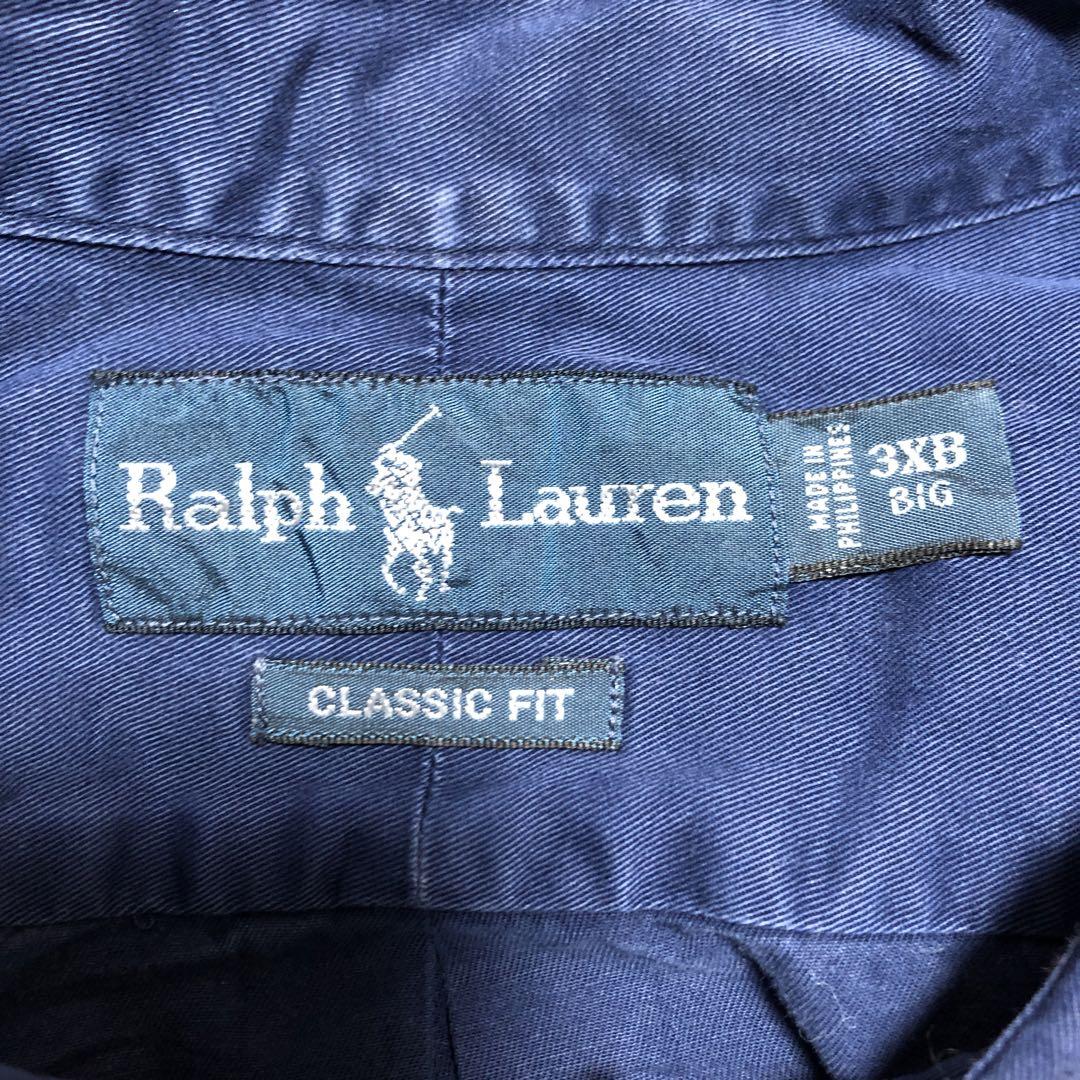 Ralph Lauren
MADE IN
PHILIPPINES
3XB
BIG
CLASSIC FIT